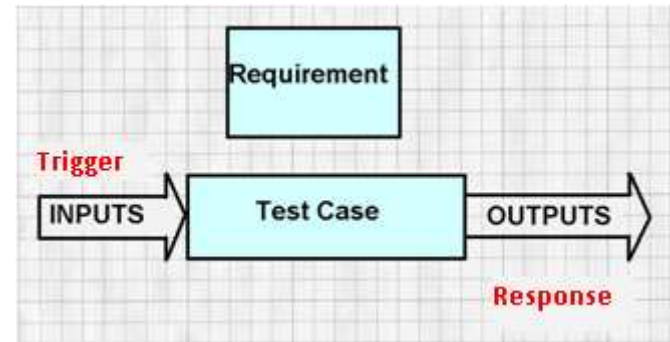 Requirement
Trigger
INPUTS
Test Case
OUTPUTS
Response